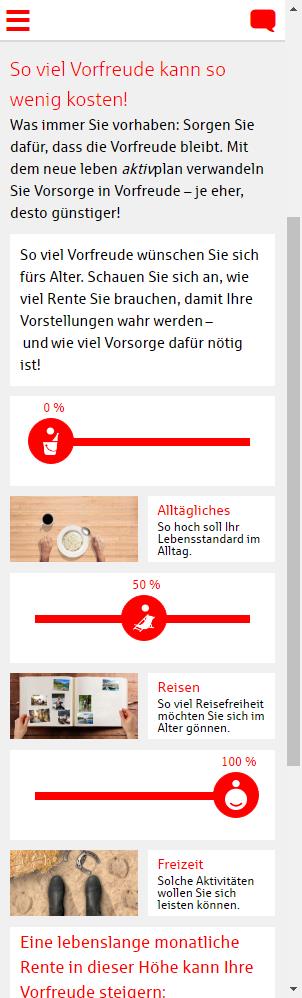 So viel Vorfreude kann so
wenig kosten!
Was immer Sie vorhaben: Sorgen Sie
dafür, dass die Vorfreude bleibt. Mit
dem neue leben aktivplan verwandeln
Sie Vorsorge in Vorfreude – je eher,
desto günstiger!
So viel Vorfreude wünschen Sie sich
fürs Alter. Schauen Sie sich an, wie
viel Rente Sie brauchen, damit Ihre
Vorstellungen wahr werden –
und wie viel Vorsorge dafür nötig
ist!
0 %
Alltägliches
So hoch soll Ihr
Lebensstandard im
Alltag.
50 %
Reisen
So viel Reisefreiheit
möchten Sie sich im
Alter gönnen.
100 %
Freizeit
Solche Aktivitäten
wollen Sie sich
leisten können.
Eine lebenslange monatliche
Rente in dieser Höhe kann Ihre
Vorfreude steigern: